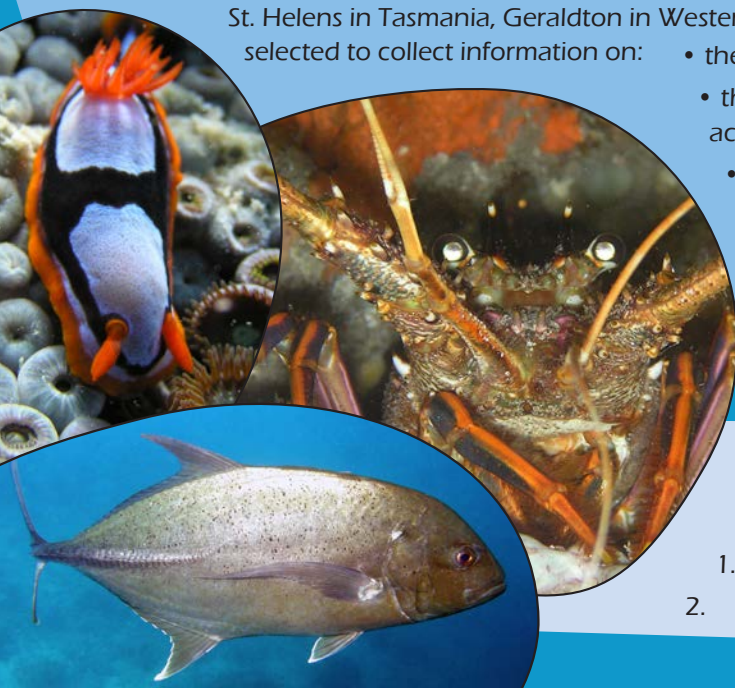 St. Helens in Tasmania, Geraldton in Wester
selected to collect information on:
• the
• th
ac
•
1.
2.